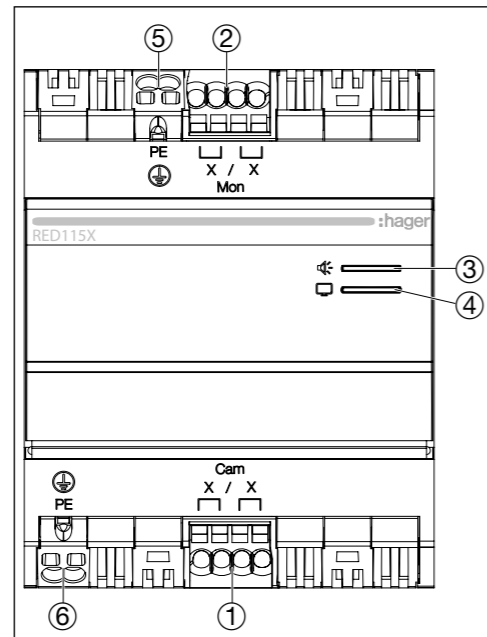 ⑤ ②
PE
X / X
Mon
:hager
RED115X
③
④
Cam
X / X
PE
⑥ ①